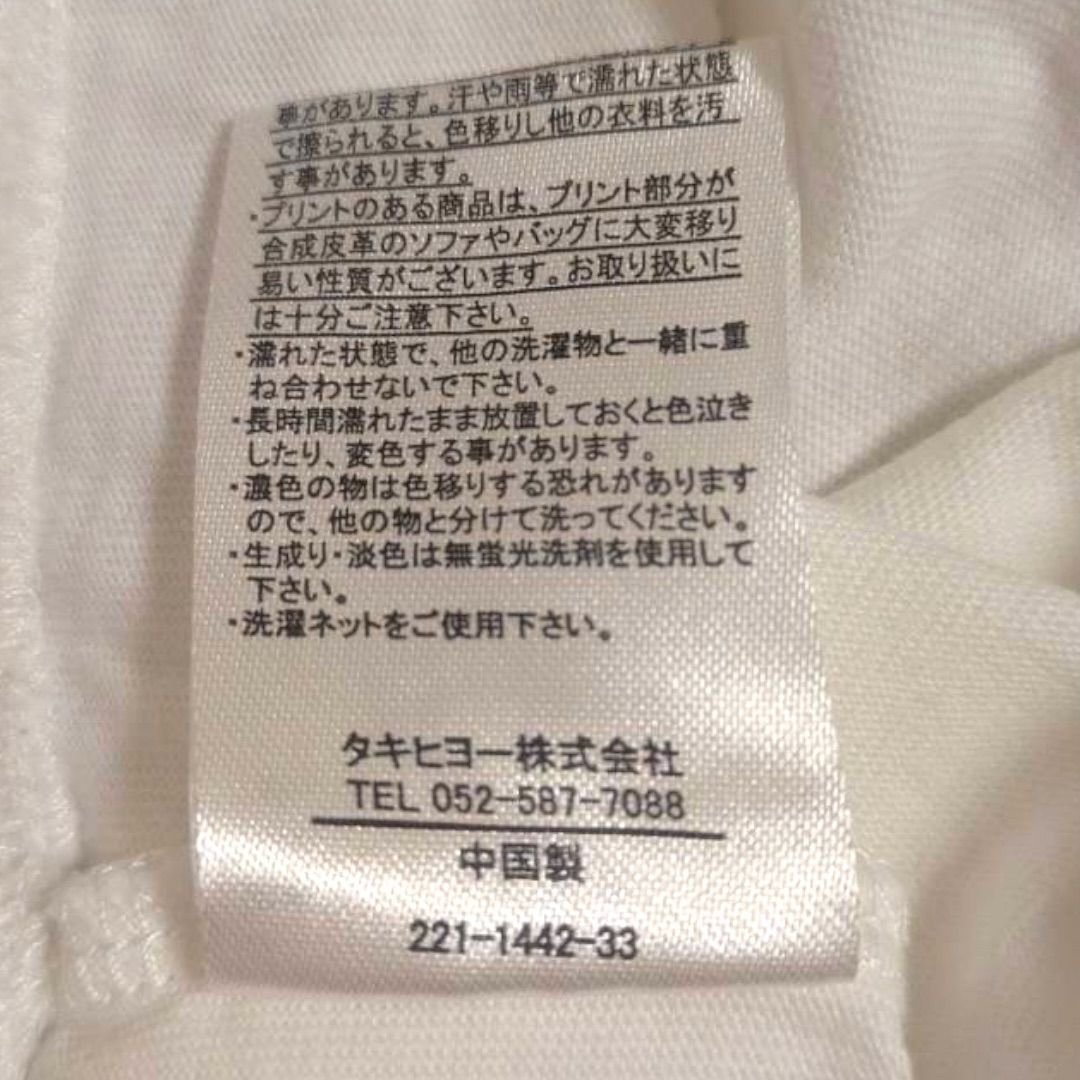 事があります。汗や雨等で濡れた状態
で擦られると、色移りし他の衣料を汚
す事があります。
・プリントのある商品は、プリント部分が
合成皮革のソファやバッグに大変移り
易い性質がございます。お取り扱いに
は十分ご注意下さい。
・濡れた状態で、他の洗濯物と一緒に重
ね合わせないで下さい。
・長時間濡れたまま放置しておくと色泣き
したり、変色する事があります。
・濃色の物は色移りする恐れがあります
ので、他の物と分けて洗ってください。
・生成り・淡色は無蛍光洗剤を使用して
下さい。
・洗濯ネットをご使用下さい。
タキヒヨー株式会社
TEL 052-587-7088
中国製
221-1442-33